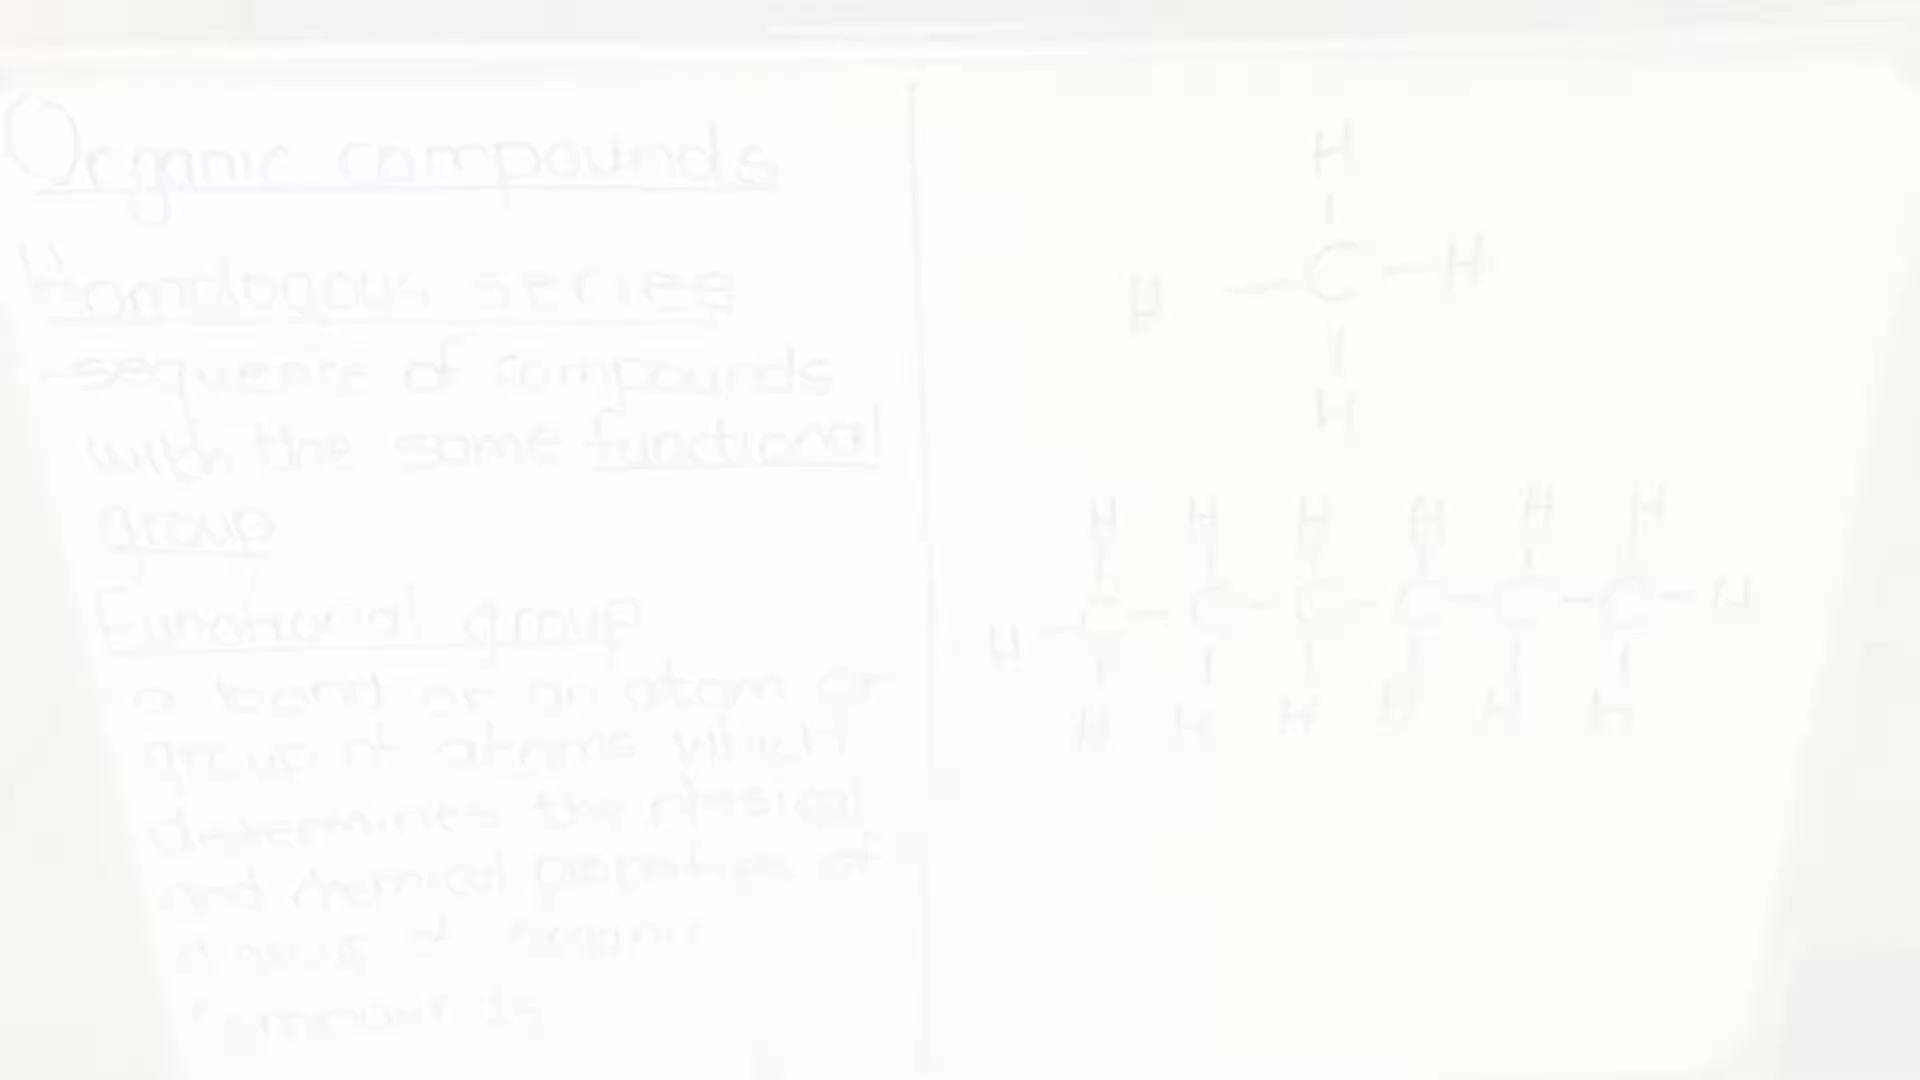 Organic compounds
Homologous series
- sequence of compounds
with the same functional
group
Functional group
a bond or an atom or
group of atoms which
determines the phesical
and chemical properties of
a group of organic
compounds
H
C
H - C - H
H
H H H H H H
H - C - C - C - C - C - C - H
H H H H H H